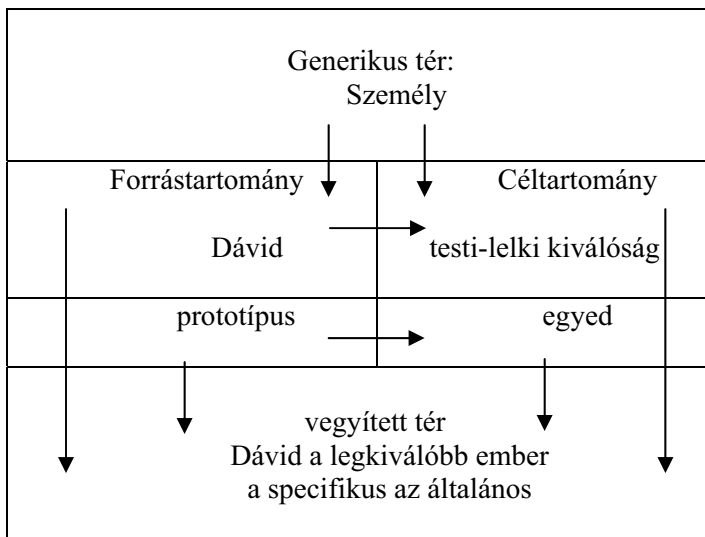 Generikus tér:
Személy
Forrástartomány
Céltartomány
Dávid
testi-lelki kiválóság
prototípus
egyed
vegyített tér
Dávid a legkiválóbb ember
a specifikus az általános